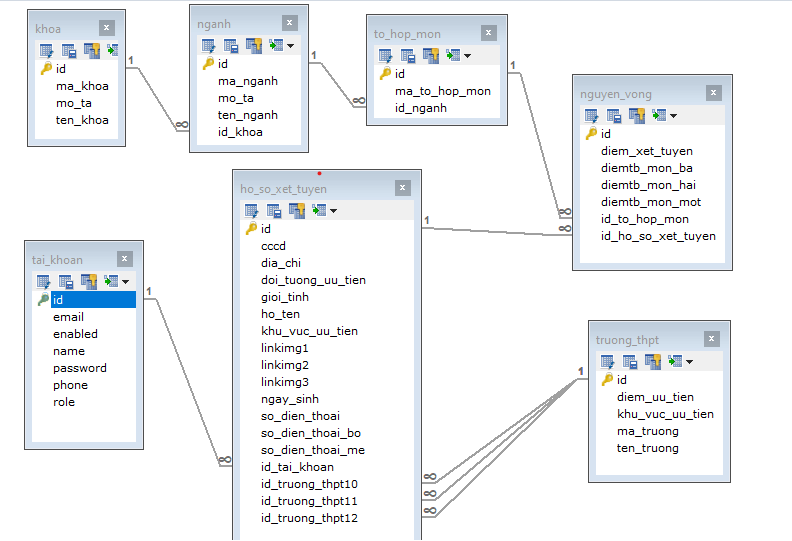 khoa
id
ma_khoa
mo_ta
ten_khoa
1
∞
nganh
id
ma_nganh
mo_ta
ten_nganh
id_khoa
1
∞
to_hop_mon
id
ma_to_hop_mon
id_nganh
1
∞
nguyen_vong
id
diem_xet_tuyen
diemtb_mon_ba
diemtb_mon_hai
diemtb_mon_mot
id_to_hop_mon
id_ho_so_xet_tuyen
ho_so_xet_tuyen
id
cccd
dia_chi
doi_tuong_uu_tien
gioi_tinh
ho_ten
khu_vuc_uu_tien
linkimg1
linkimg2
linkimg3
ngay_sinh
so_dien_thoai
so_dien_thoai_bo
so_dien_thoai_me
id_tai_khoan
id_truong_thpt10
id_truong_thpt11
id_truong_thpt12
1
∞
tai_khoan
id
email
enabled
name
password
phone
role
1
∞
truong_thpt
id
diem_uu_tien
khu_vuc_uu_tien
ma_truong
ten_truong
1
∞
∞
∞